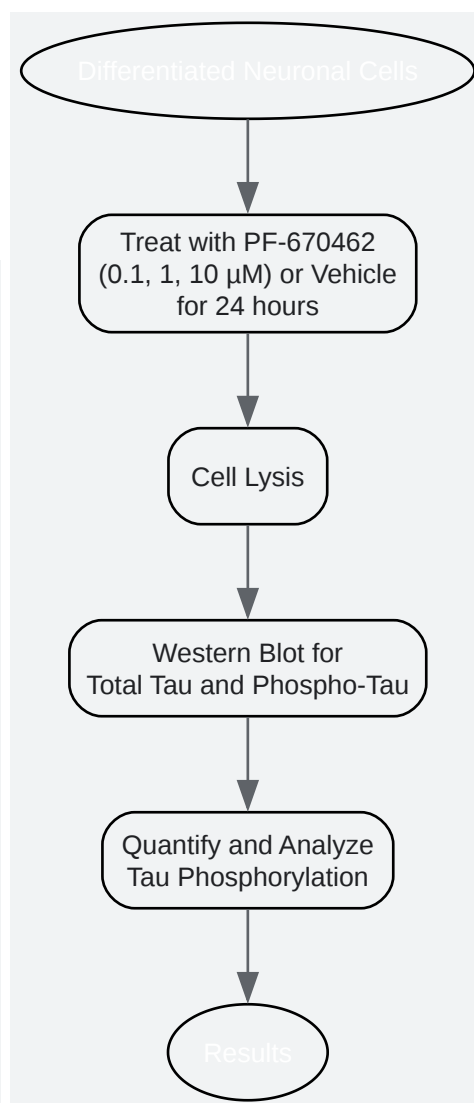 Differentiated Neuronal Cells
Treat with PF-670462
(0.1, 1, 10 µM) or Vehicle
for 24 hours
Cell Lysis
Western Blot for
Total Tau and Phospho-Tau
Quantify and Analyze
Tau Phosphorylation
Results